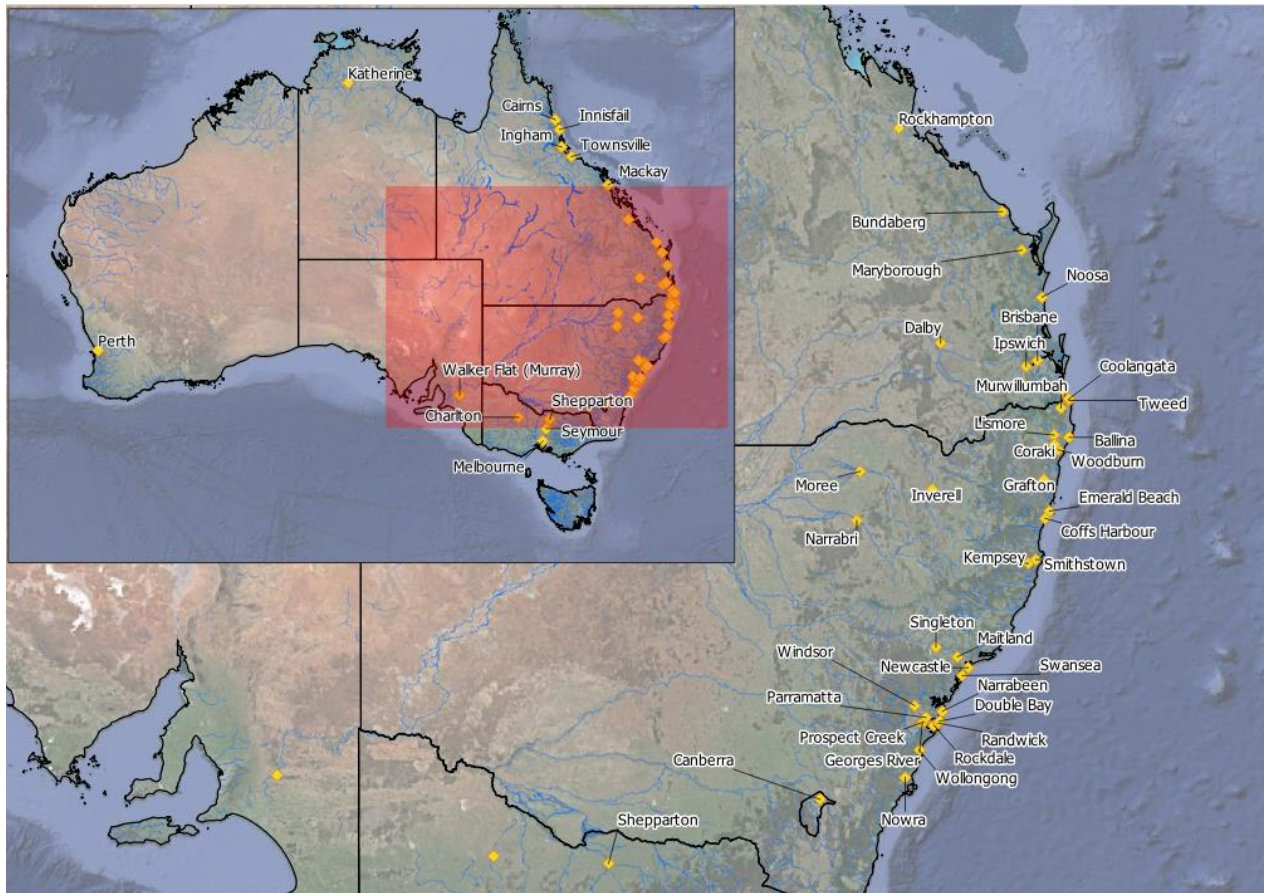 Katherine
Cairns
Innisfail
Ingham
Townsville
Mackay
Perth
Walker Flat (Murray)
Charlton
Shepparton
Seymour
Melbourne
Rockhampton
Bundaberg
Maryborough
Noosa
Brisbane
Dalby
Ipswich
Coolangata
Murwillumbah
Tweed
Lismore
Ballina
Coraki
Woodburn
Moree
Inverell
Grafton
Emerald Beach
Coffs Harbour
Narrabri
Kempsey
Smithstown
Singleton
Maitland
Windsor
Newcastle
Swansea
Narrabeen
Parramatta
Double Bay
Prospect Creek
Randwick
Rockdale
Georges River
Canberra
Wollongong
Nowra
Shepparton